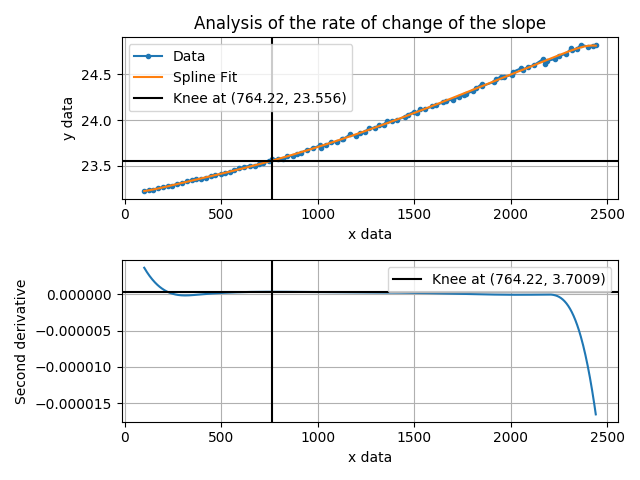 Analysis of the rate of change of the slope
Data
Spline Fit
Knee at (764.22, 23.556)
24.5
24.0
23.5
y data
0 500 1000 1500 2000 2500
x data
Knee at (764.22, 3.7009)
0.000000
−0.000005
−0.000010
−0.000015
Second derivative
0 500 1000 1500 2000 2500
x data